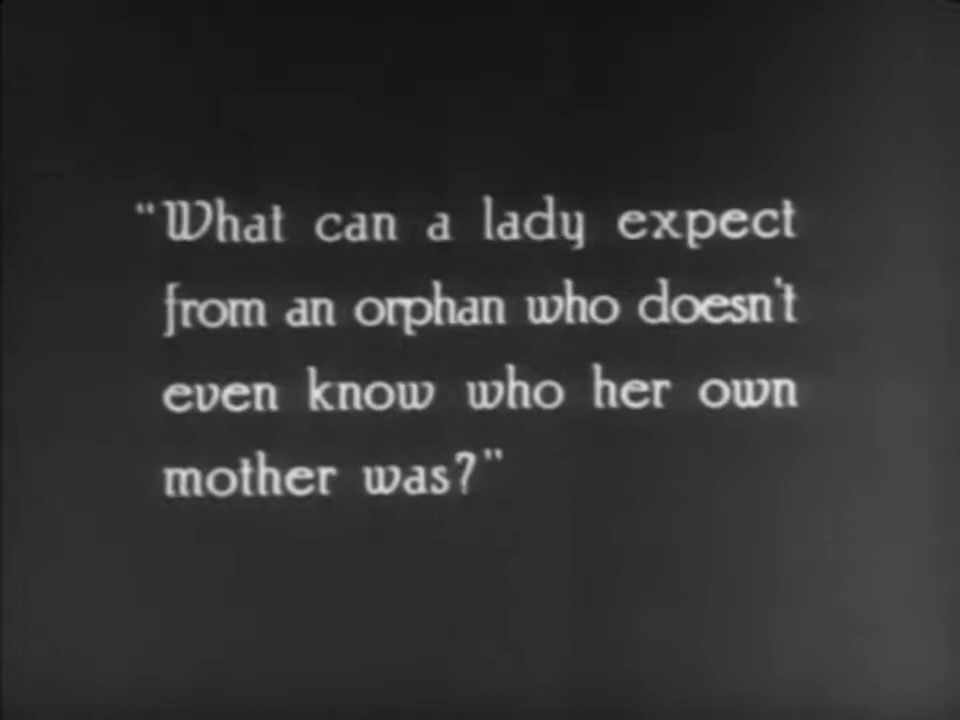 "What can a lady expect
from an orphan who doesn't
even know who her own
mother was?"